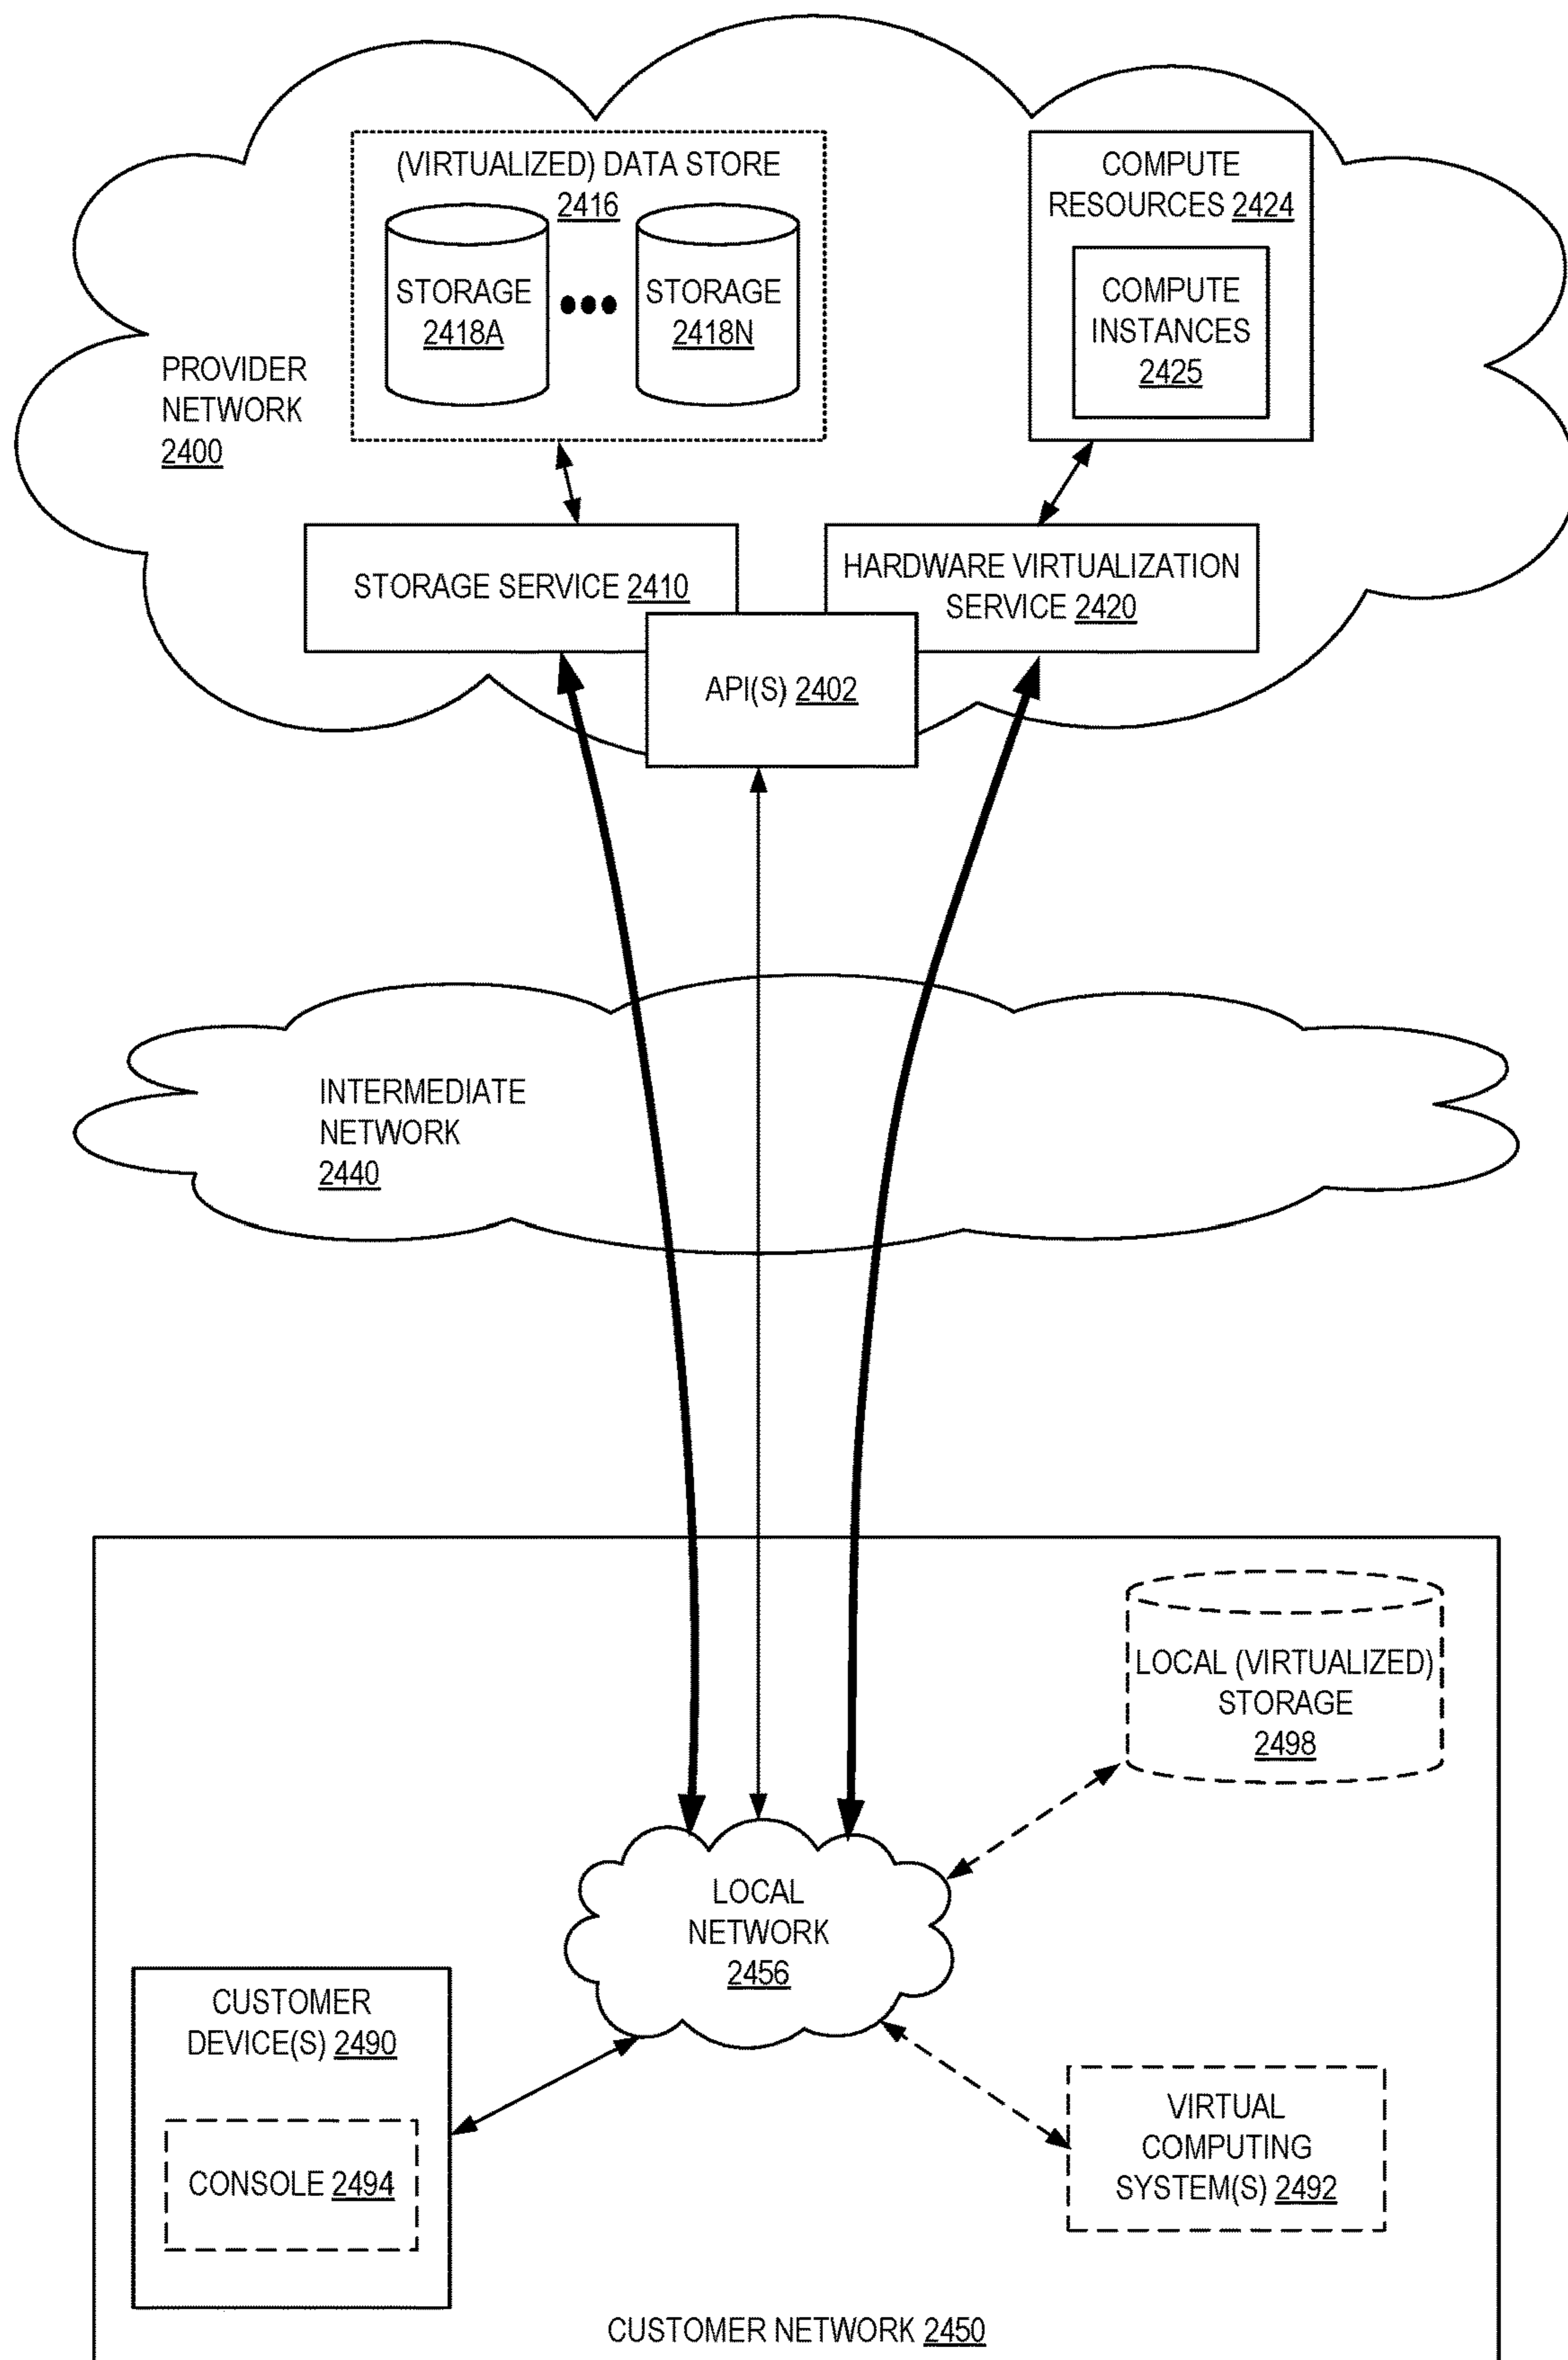 (VIRTUALIZED) DATA STORE
2416
STORAGE
2418A
STORAGE
2418N
COMPUTE
RESOURCES 2424
COMPUTE
INSTANCES
2425
PROVIDER
NETWORK
2400
STORAGE SERVICE 2410
HARDWARE VIRTUALIZATION
SERVICE 2420
API(S) 2402
INTERMEDIATE
NETWORK
2440
LOCAL (VIRTUALIZED)
STORAGE
2498
LOCAL
NETWORK
2456
CUSTOMER
DEVICE(S) 2490
CONSOLE 2494
VIRTUAL
COMPUTING
SYSTEM(S) 2492
CUSTOMER NETWORK 2450